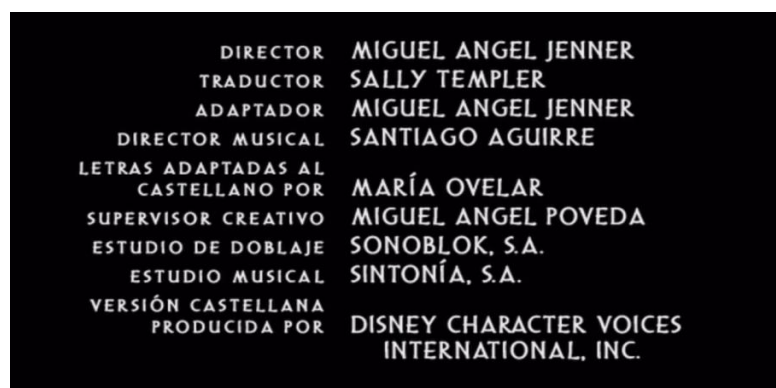 DIRECTOR MIGUEL ANGEL JENNER
TRADUCTOR SALLY TEMPLER
ADAPTADOR MIGUEL ANGEL JENNER
DIRECTOR MUSICAL SANTIAGO AGUIRRE
LETRAS ADAPTADAS AL
CASTELLANO POR MARÍA OVELAR
SUPERVISOR CREATIVO MIGUEL ANGEL POVEDA
ESTUDIO DE DOBLAJE SONOBLOK, S.A.
ESTUDIO MUSICAL SINTONÍA, S.A.
VERSIÓN CASTELLANA
PRODUCIDA POR DISNEY CHARACTER VOICES
INTERNATIONAL, INC.